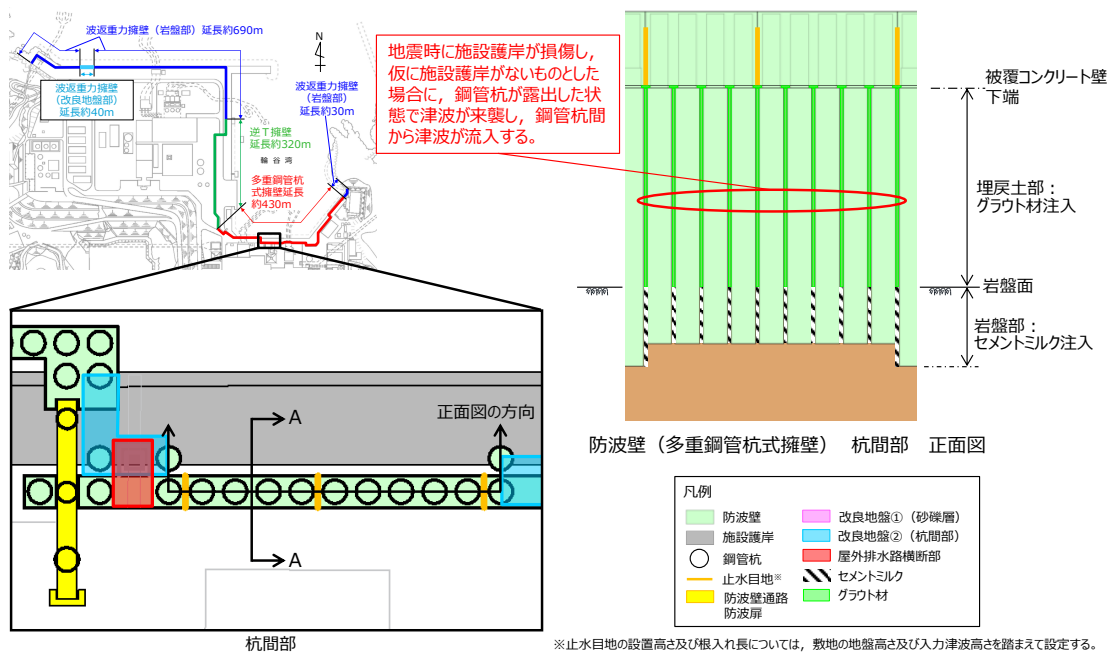 波返重力擁壁（岩盤部）延長約690m
波返重力擁壁
（改良地盤部）
延長約40m
N
波返重力擁壁
（岩盤部）
延長約30m
逆T擁壁
延長約320m
輪谷湾
多重鋼管杭
式擁壁延長
約430m
地震時に施設護岸が損傷し，
仮に施設護岸がないものとした
場合に，鋼管杭が露出した状
態で津波が来襲し，鋼管杭間
から津波が流入する。
被覆コンクリート壁
下端
埋戻土部：
グラウト材注入
岩盤面
岩盤部：
セメントミルク注入
防波壁（多重鋼管杭式擁壁）　杭間部　正面図
A
正面図の方向
A
杭間部
凡例
防波壁
施設護岸
鋼管杭
止水目地※
防波壁通路
防波扉
改良地盤①（砂礫層）
改良地盤②（杭間部）
屋外排水路横断部
セメントミルク
グラウト材
※止水目地の設置高さ及び根入れ長については，敷地の地盤高さ及び入力津波高さを踏まえて設定する。